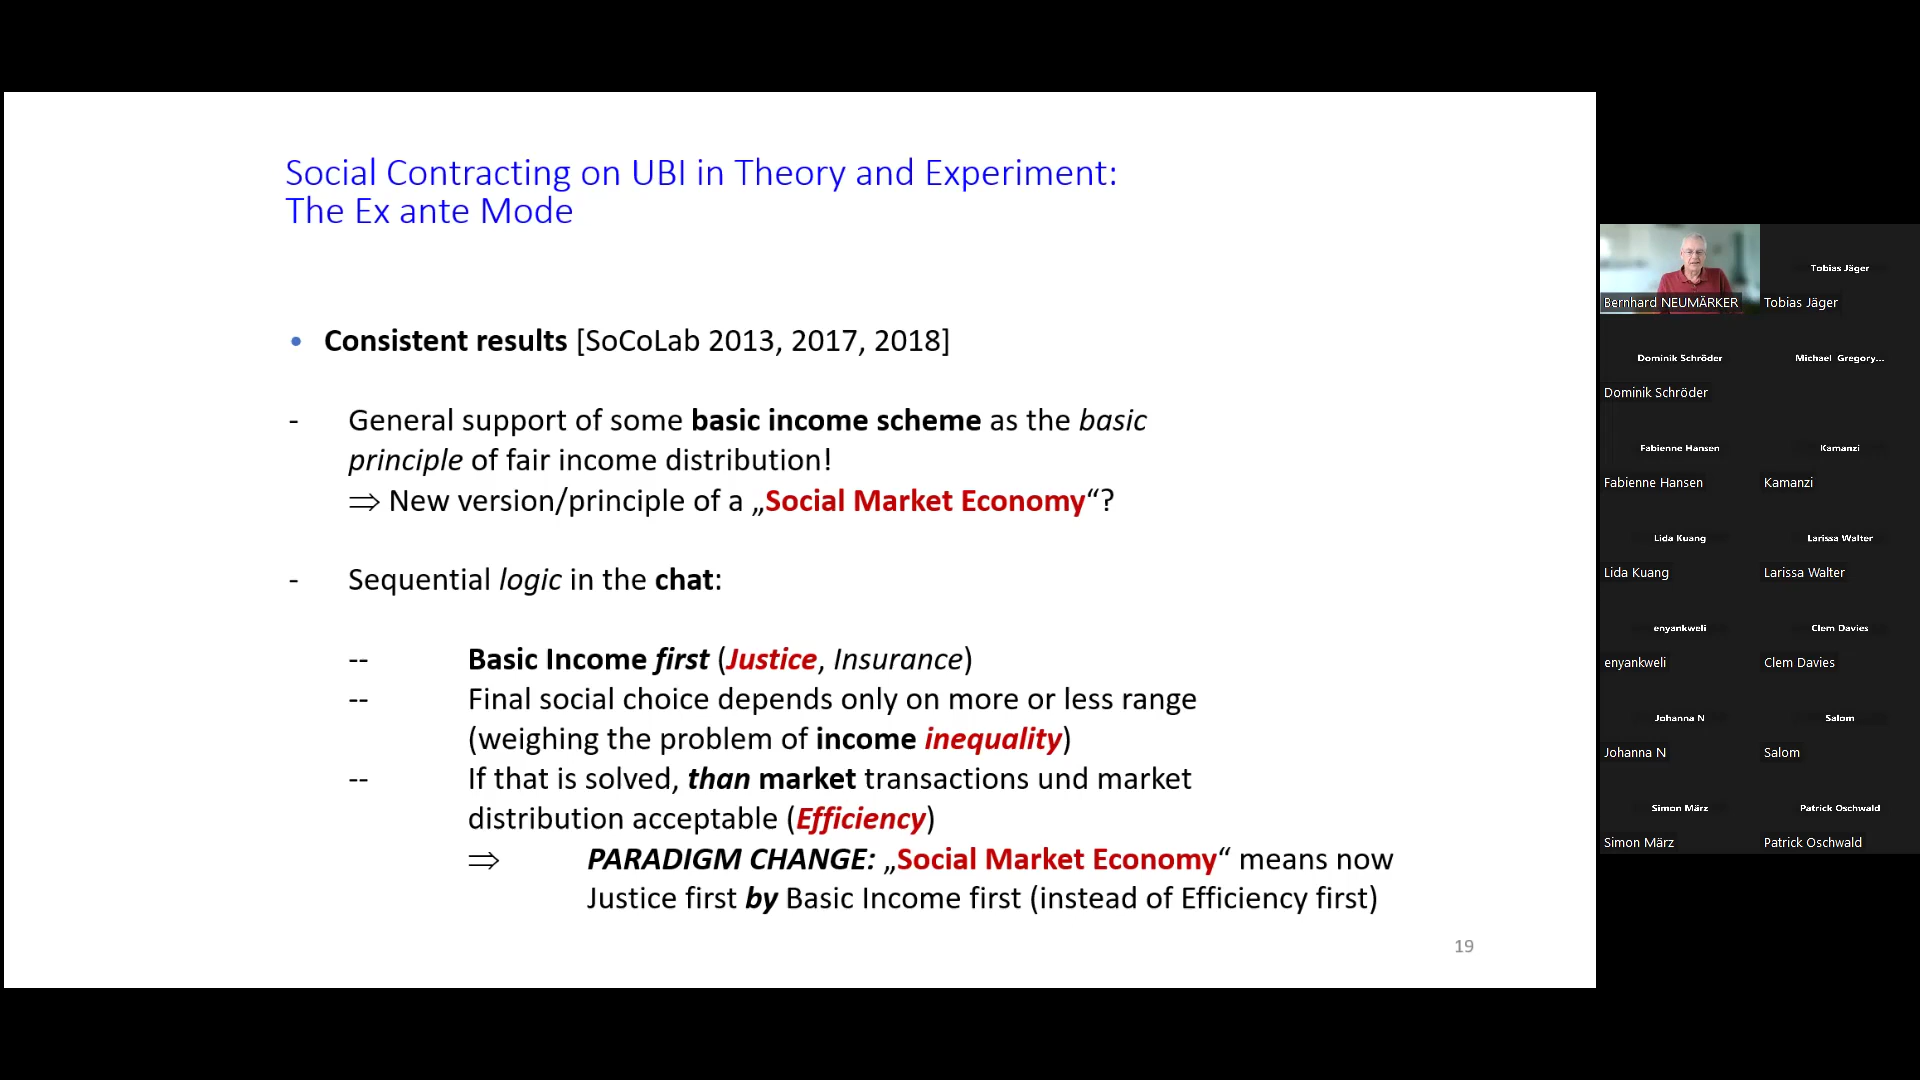 Social Contracting on UBI in Theory and Experiment:
The Ex ante Mode
• Consistent results [SoCoLab 2013, 2017, 2018]
- General support of some basic income scheme as the basic
principle of fair income distribution!
⇒ New version/principle of a „Social Market Economy“?
- Sequential logic in the chat:
-- Basic Income first (Justice, Insurance)
-- Final social choice depends only on more or less range
(weighing the problem of income inequality)
-- If that is solved, than market transactions und market
distribution acceptable (Efficiency)
⇒ PARADIGM CHANGE: „Social Market Economy“ means now
Justice first by Basic Income first (instead of Efficiency first)
19
Bernhard NEUMÄRKER
Tobias Jäger
Tobias Jäger
Dominik Schröder
Dominik Schröder
Michael Gregory...
Fabienne Hansen
Fabienne Hansen
Kamanzi
Kamanzi
Lida Kuang
Lida Kuang
Larissa Walter
Larissa Walter
enyankweli
enyankweli
Clem Davies
Clem Davies
Johanna N
Johanna N
Salom
Salom
Simon März
Simon März
Patrick Oschwald
Patrick Oschwald